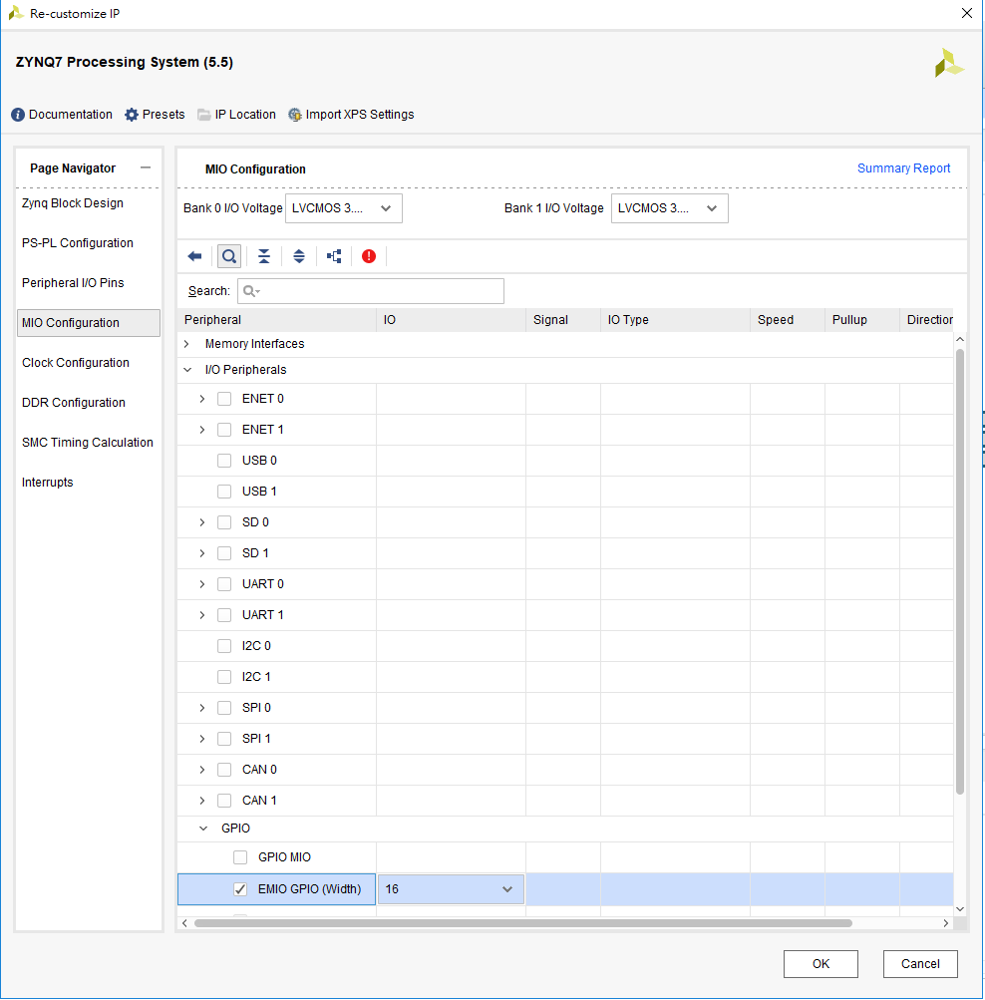 Re-customize IP
ZYNQ7 Processing System (5.5)
Documentation Presets IP Location Import XPS Settings
Page Navigator
Zynq Block Design
PS-PL Configuration
Peripheral I/O Pins
MIO Configuration
Clock Configuration
DDR Configuration
SMC Timing Calculation
Interrupts
MIO Configuration Summary Report
Bank 0 I/O Voltage LVCMOS 3.... Bank 1 I/O Voltage LVCMOS 3....
Search:
Peripheral IO Signal IO Type Speed Pullup Direction
Memory Interfaces
I/O Peripherals
ENET 0
ENET 1
USB 0
USB 1
SD 0
SD 1
UART 0
UART 1
I2C 0
I2C 1
SPI 0
SPI 1
CAN 0
CAN 1
GPIO
GPIO MIO
EMIO GPIO (Width) 16
OK Cancel